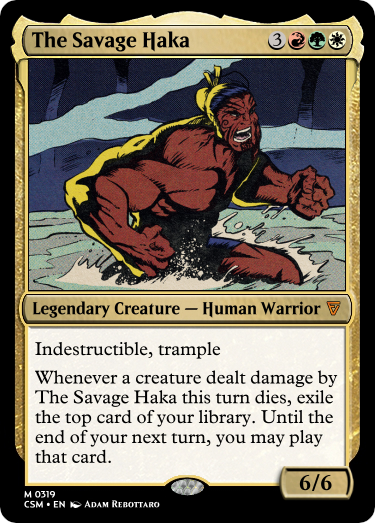 The Savage Haka 3
Legendary Creature — Human Warrior
Indestructible, trample
Whenever a creature dealt damage by
The Savage Haka this turn dies, exile
the top card of your library. Until the
end of your next turn, you may play
that card.
6/6
M 0319
CSM • EN Adam Rebottaro